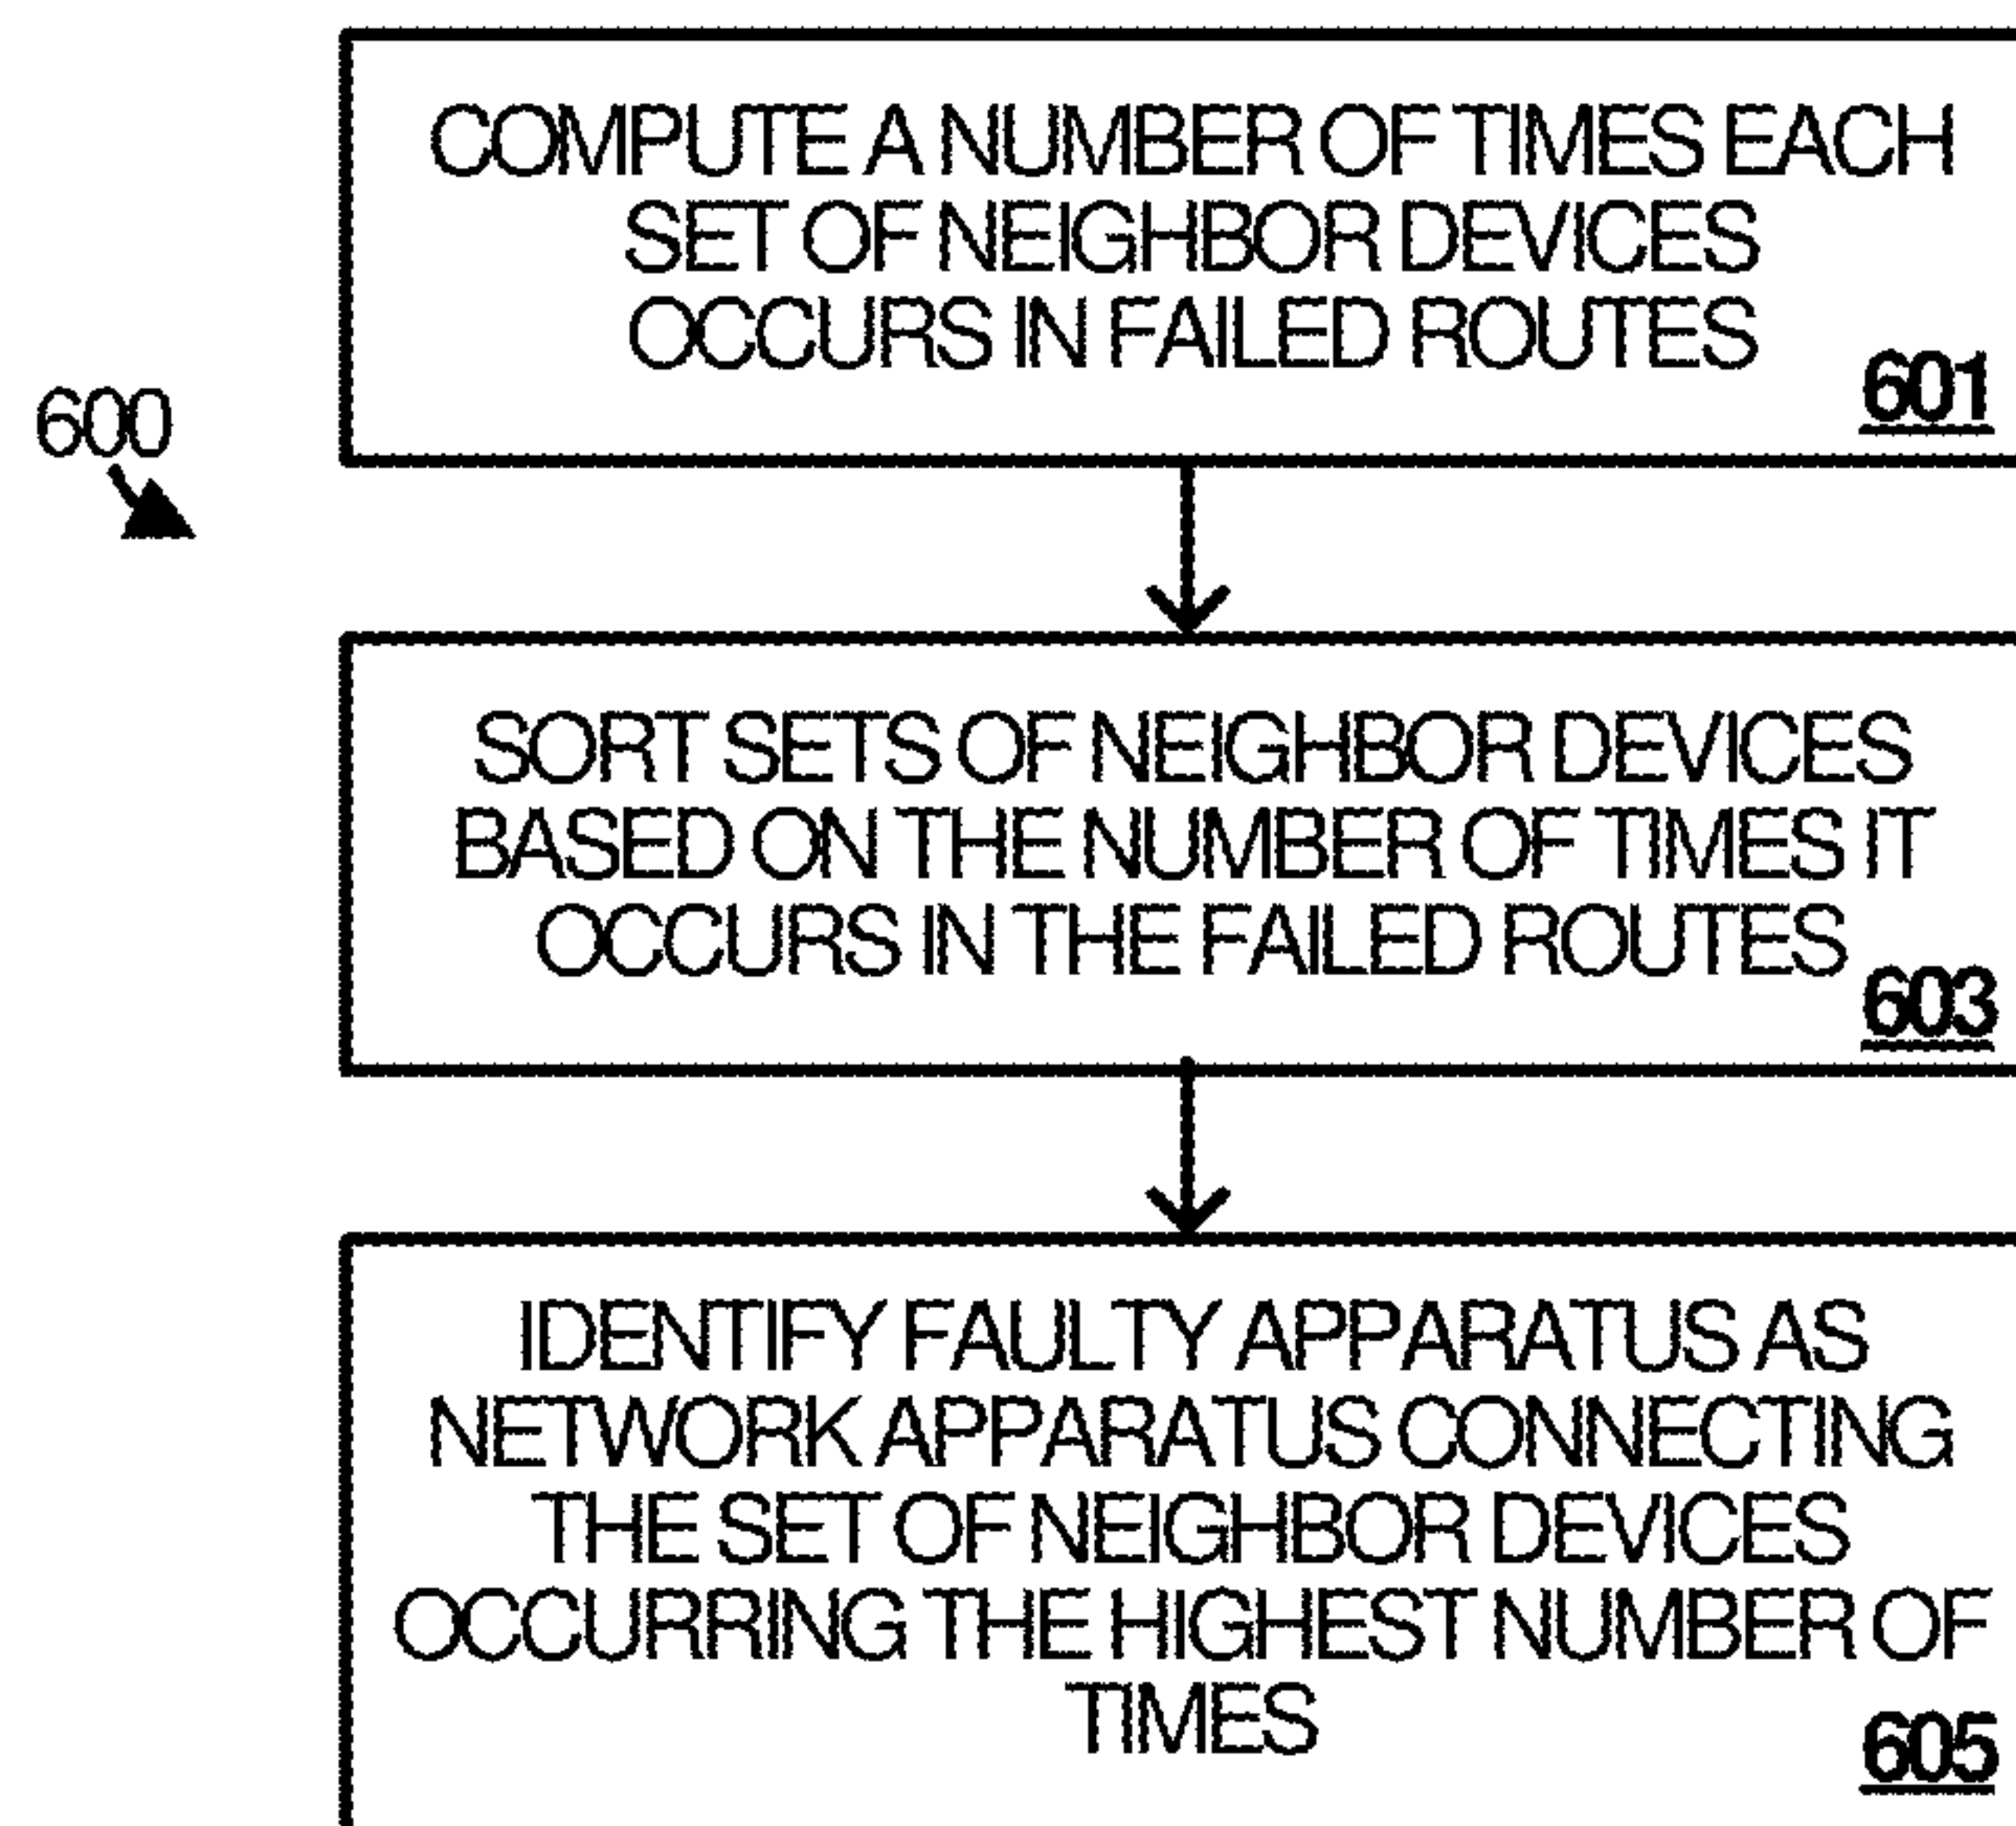 COMPUTE A NUMBER OF TIMES EACH
SET OF NEIGHBOR DEVICES
OCCURS IN FAILED ROUTES
601
600
SORT SETS OF NEIGHBOR DEVICES
BASED ON THE NUMBER OF TIMES IT
OCCURS IN THE FAILED ROUTES
603
IDENTIFY FAULTY APPARATUS AS
NETWORK APPARATUS CONNECTING
THE SET OF NEIGHBOR DEVICES
OCCURRING THE HIGHEST NUMBER OF
TIMES
605